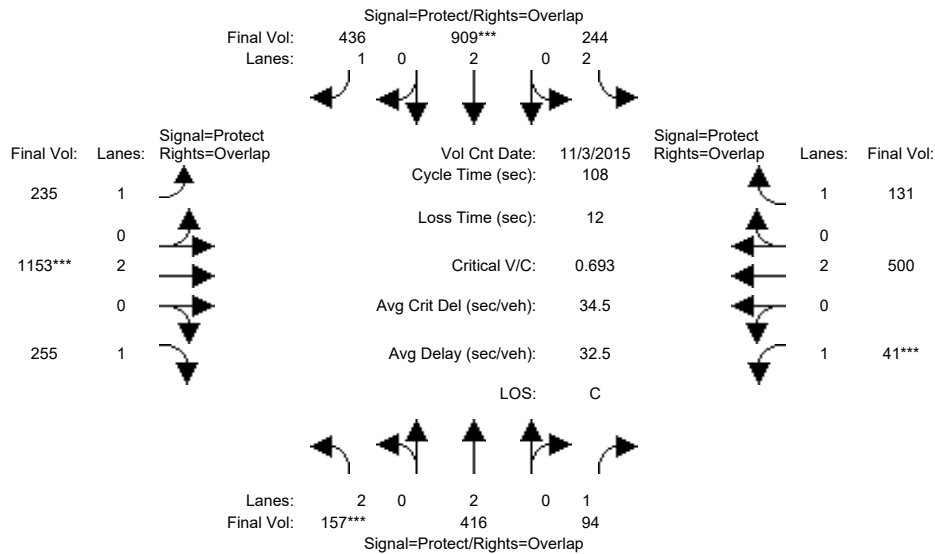 Signal=Protect/Rights=Overlap
Final Vol: 436 909*** 244
Lanes: 1 0 2 0 2
Signal=Protect
Final Vol: Lanes: Rights=Overlap
Vol Cnt Date: 11/3/2015
Signal=Protect
Rights=Overlap Lanes: Final Vol:
Cycle Time (sec): 108
235 1
1 131
Loss Time (sec): 12
0
0
1153*** 2
Critical V/C: 0.693
2 500
0
Avg Crit Del (sec/veh): 34.5
0
255 1
Avg Delay (sec/veh): 32.5
1 41***
LOS: C
Lanes: 2 0 2 0 1
Final Vol: 157*** 416 94
Signal=Protect/Rights=Overlap